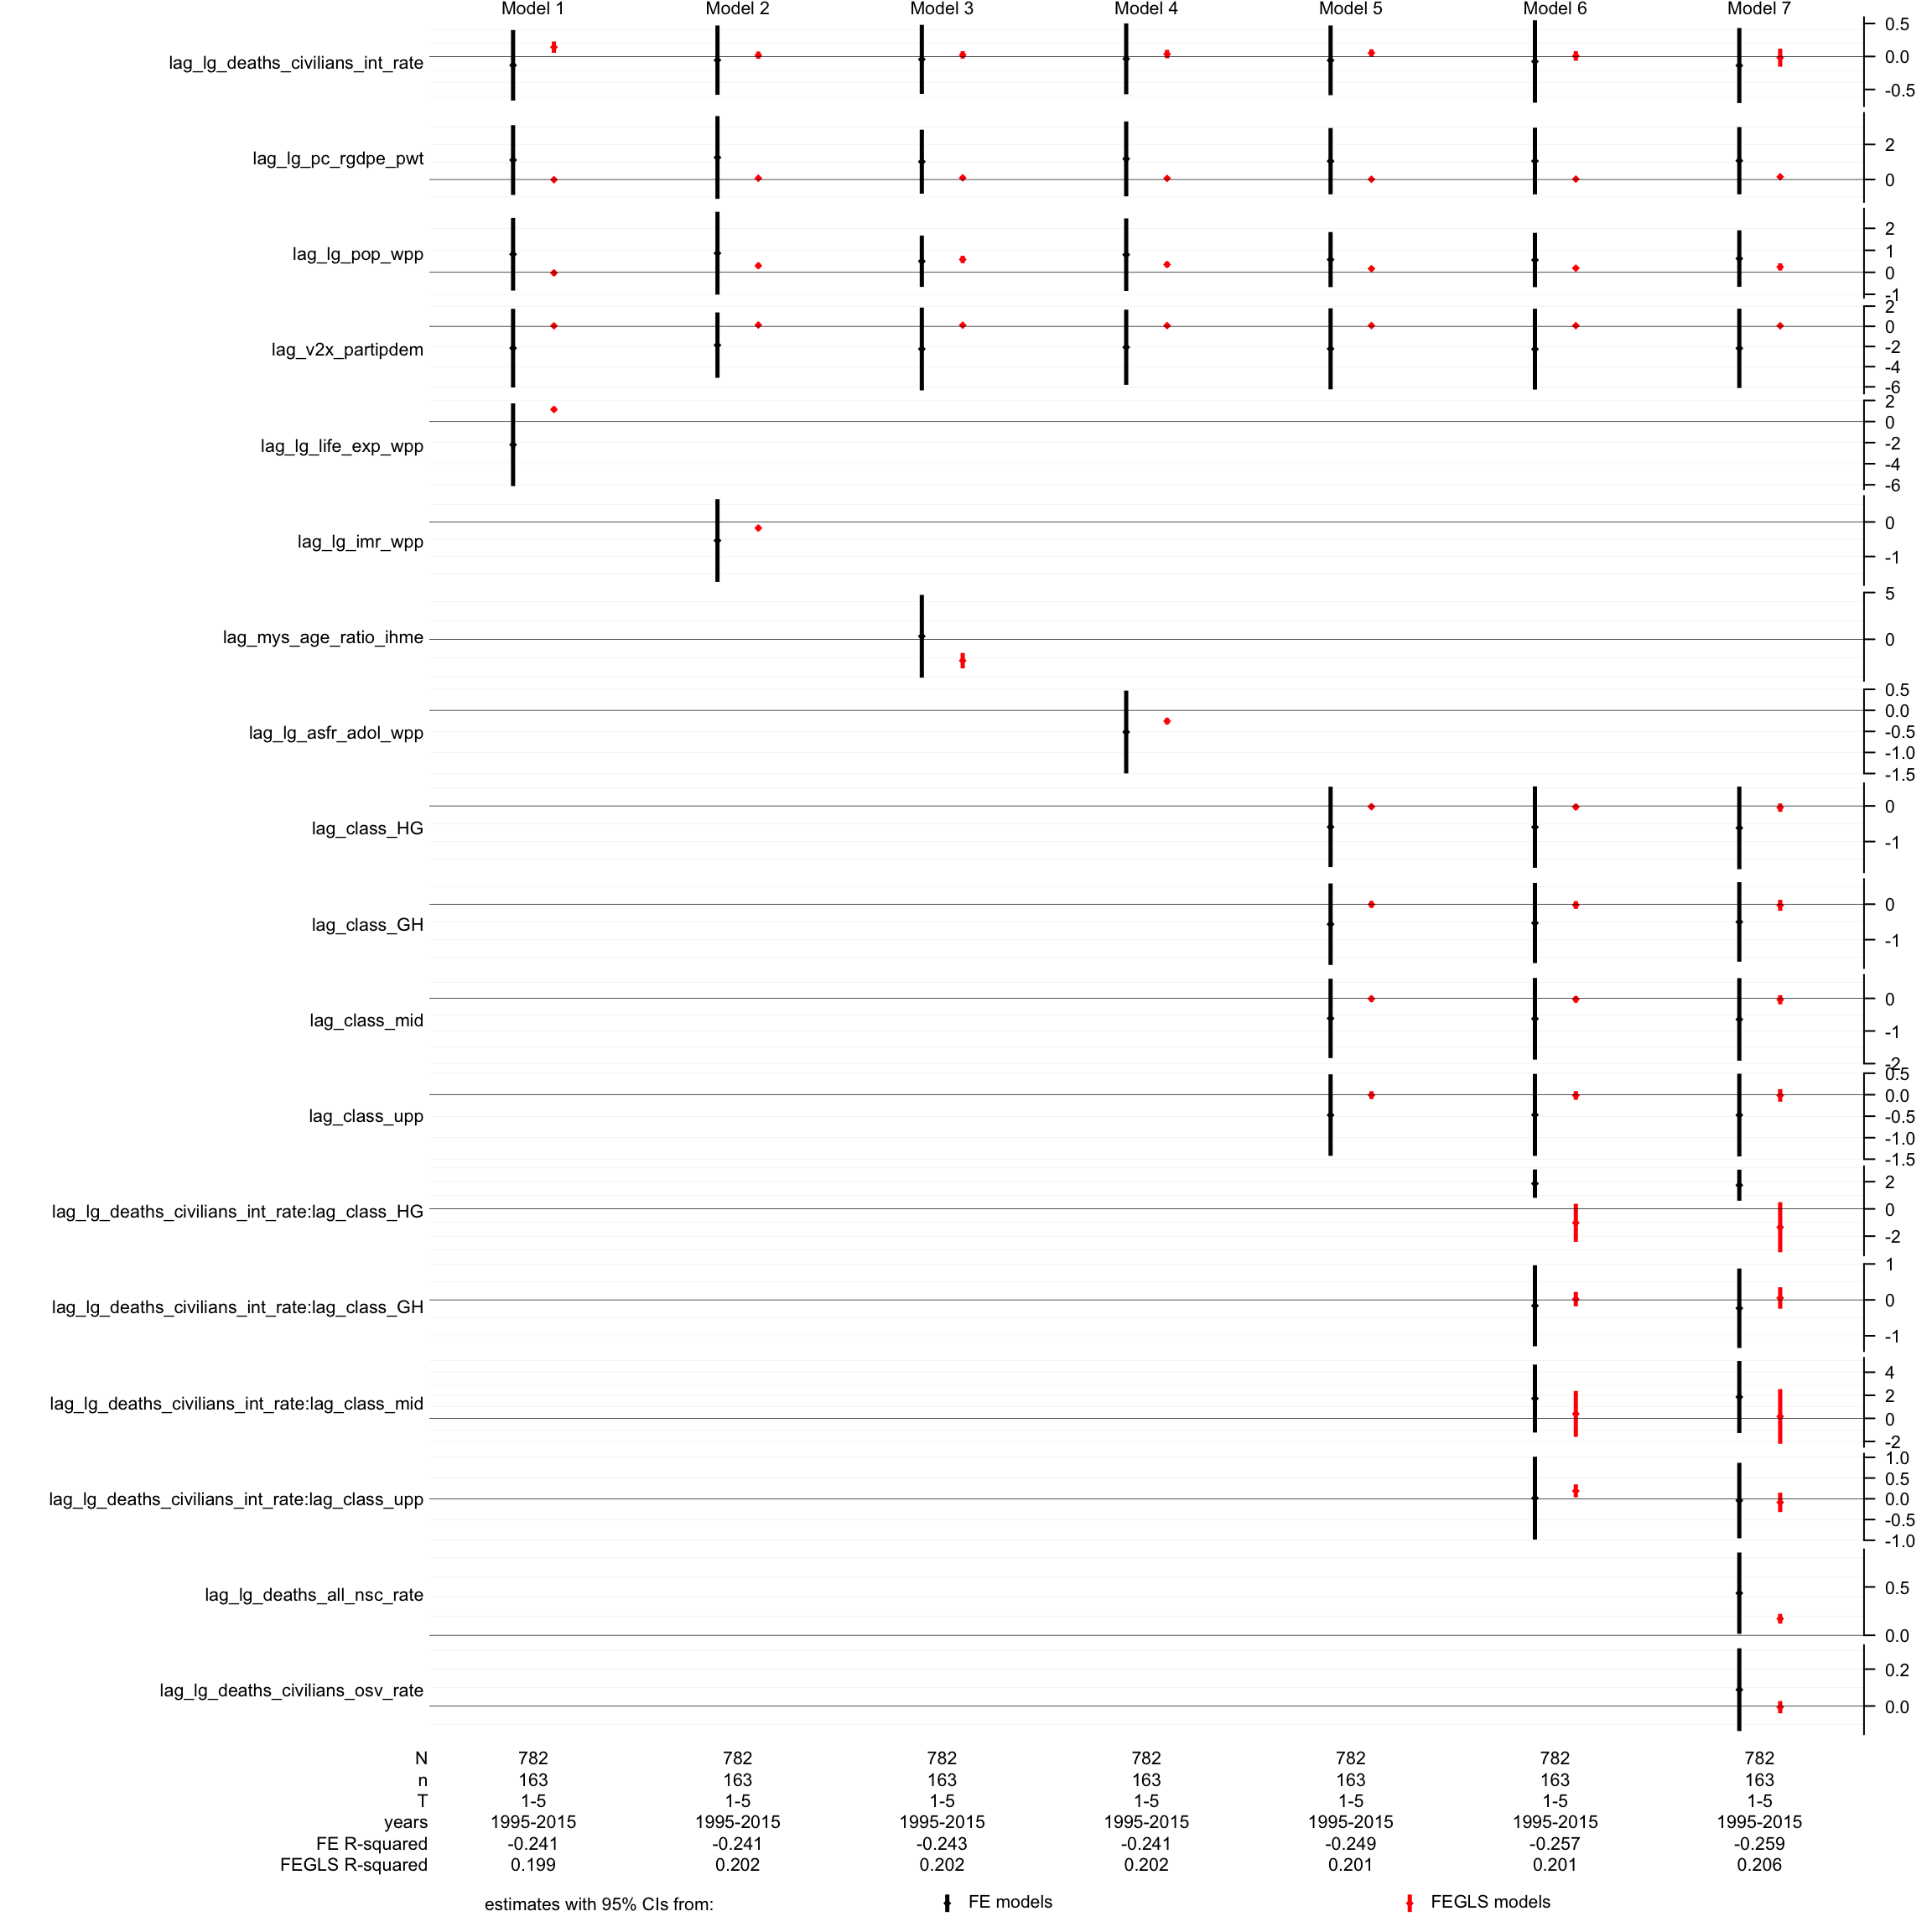 Model 1 Model 2 Model 3 Model 4 Model 5 Model 6 Model 7
lag_lg_deaths_civilians_int_rate 0.5 0.0 -0.5
lag_lg_pc_rgdpe_pwt 2 0
lag_lg_pop_wpp 2 1 0 -1
lag_v2x_partipdem 2 0 -2 -4 -6
lag_lg_life_exp_wpp 2 0 -2 -4 -6
lag_lg_imr_wpp 0 -1
lag_mys_age_ratio_ihme 5 0
lag_lg_asfr_adol_wpp 0.5 0.0 -0.5 -1.0 -1.5
lag_class_HG 0 -1
lag_class_GH 0 -1
lag_class_mid 0 -1 -2
lag_class_upp 0.5 0.0 -0.5 -1.0 -1.5
lag_lg_deaths_civilians_int_rate:lag_class_HG 2 0 -2
lag_lg_deaths_civilians_int_rate:lag_class_GH 1 0 -1
lag_lg_deaths_civilians_int_rate:lag_class_mid 4 2 0 -2
lag_lg_deaths_civilians_int_rate:lag_class_upp 1.0 0.5 0.0 -0.5 -1.0
lag_lg_deaths_all_nsc_rate 0.5 0.0
lag_lg_deaths_civilians_osv_rate 0.2 0.0
N 782 782 782 782 782 782 782
n 163 163 163 163 163 163 163
T 1-5 1-5 1-5 1-5 1-5 1-5 1-5
years 1995-2015 1995-2015 1995-2015 1995-2015 1995-2015 1995-2015 1995-2015
FE R-squared -0.241 -0.241 -0.243 -0.241 -0.249 -0.257 -0.259
FEGLS R-squared 0.199 0.202 0.202 0.202 0.201 0.201 0.206
estimates with 95% CIs from: FE models FEGLS models